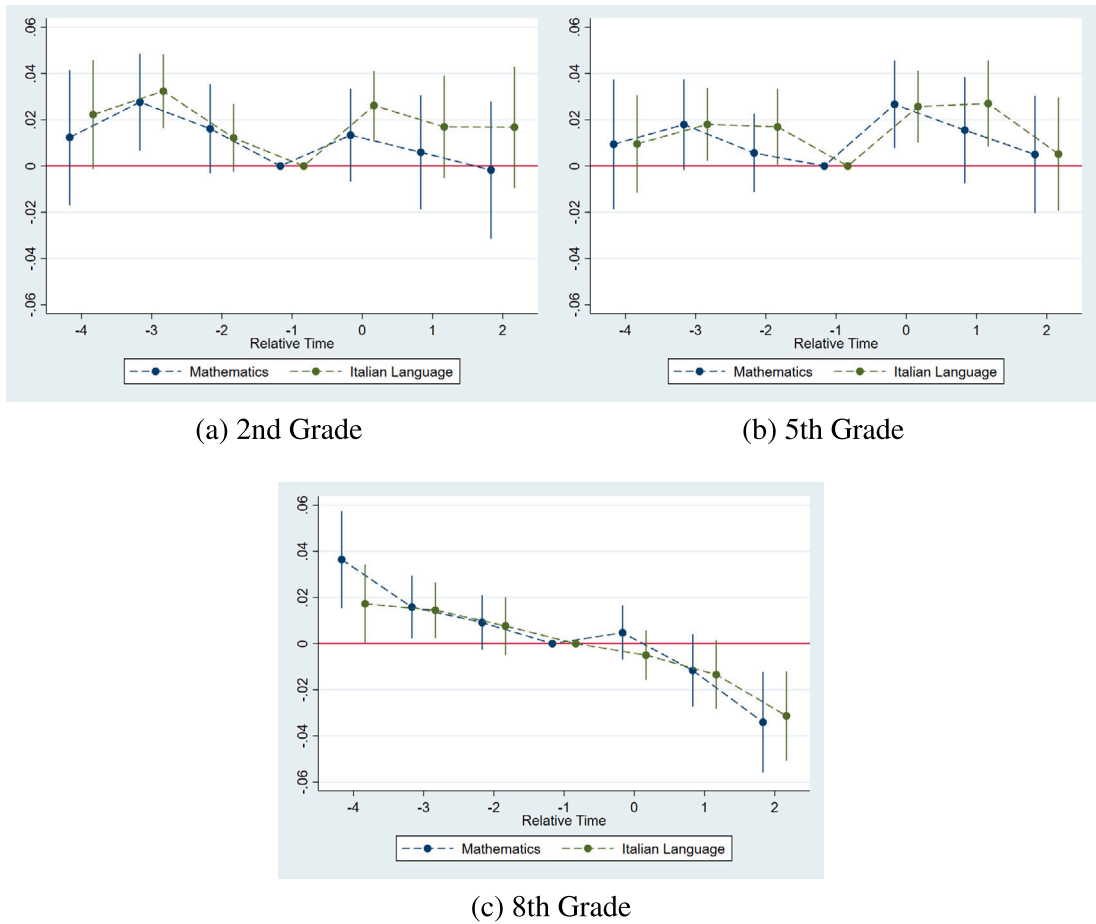 .06
.04
.02
0
-.02
-.04
-.06
-4 -3 -2 -1 0 1 2
Relative Time
Mathematics Italian Language
(a) 2nd Grade
.06
.04
.02
0
-.02
-.04
-.06
-4 -3 -2 -1 0 1 2
Relative Time
Mathematics Italian Language
(b) 5th Grade
.06
.04
.02
0
-.02
-.04
-.06
-4 -3 -2 -1 0 1 2
Relative Time
Mathematics Italian Language
(c) 8th Grade